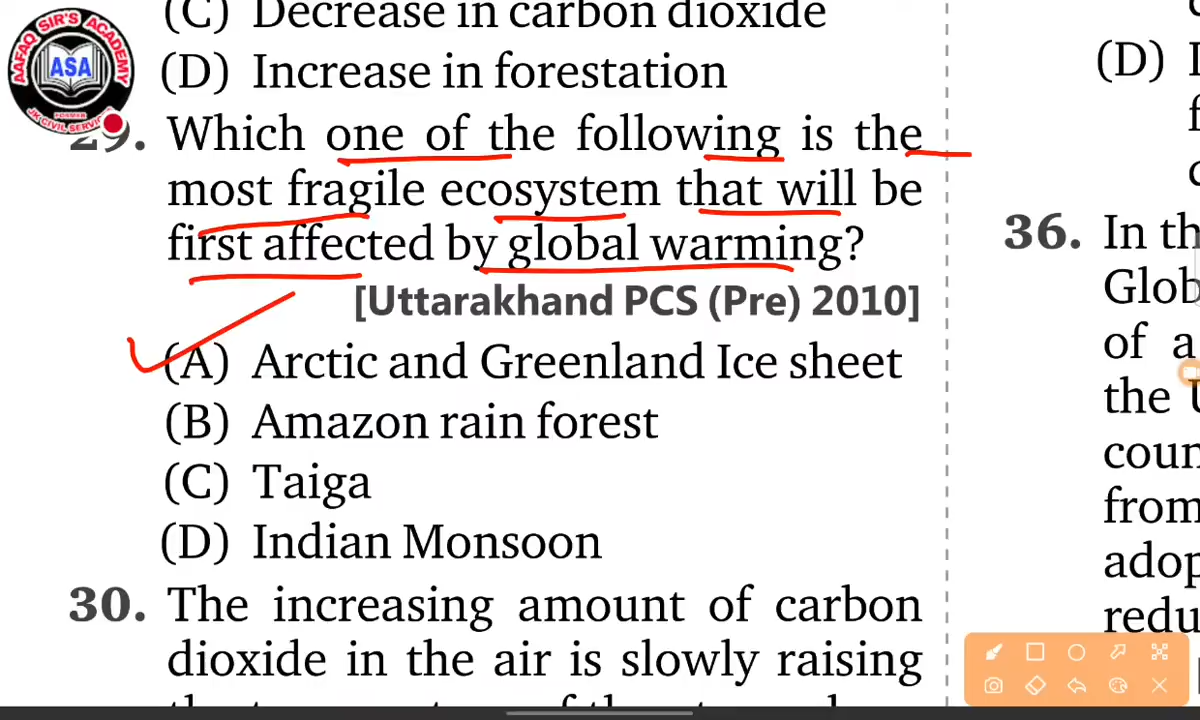 AAFAQ SIR'S ACADEMY
ASA
(C) Decrease in carbon dioxide
(D) Increase in forestation
29. Which one of the following is the
most fragile ecosystem that will be
first affected by global warming?
[Uttarakhand PCS (Pre) 2010]
(A) Arctic and Greenland Ice sheet
(B) Amazon rain forest
(C) Taiga
(D) Indian Monsoon
30. The increasing amount of carbon
dioxide in the air is slowly raising
(D)
36. In th
Glob
of a
the U
coun
from
adop
redu